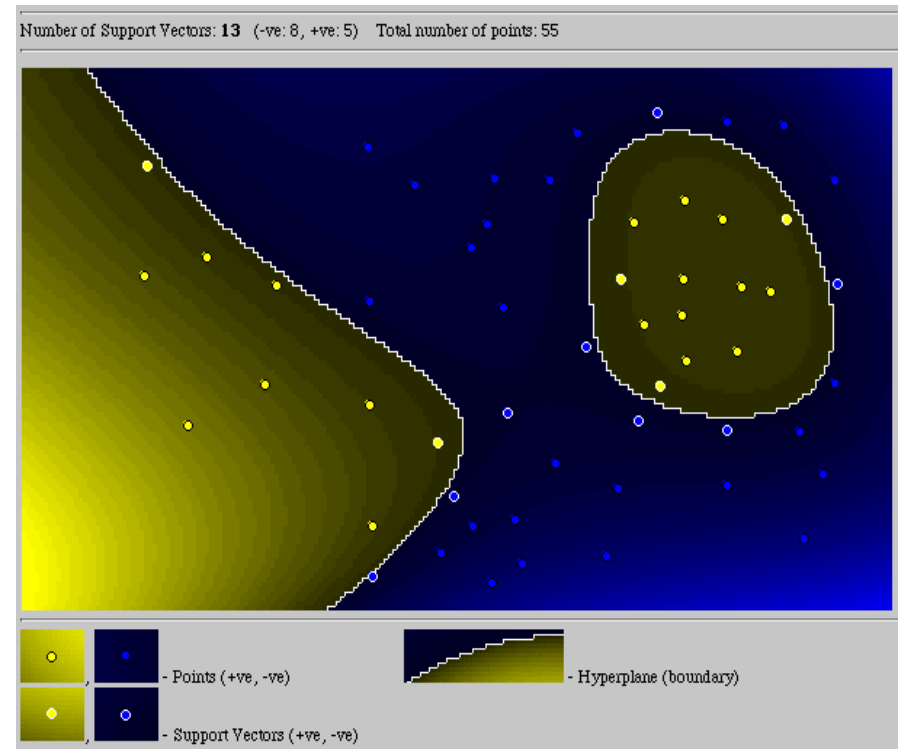 Number of Support Vectors: 13 (-ve: 8, +ve: 5) Total number of points: 55
, - Points (+ve, -ve) - Hyperplane (boundary)
, - Support Vectors (+ve, -ve)